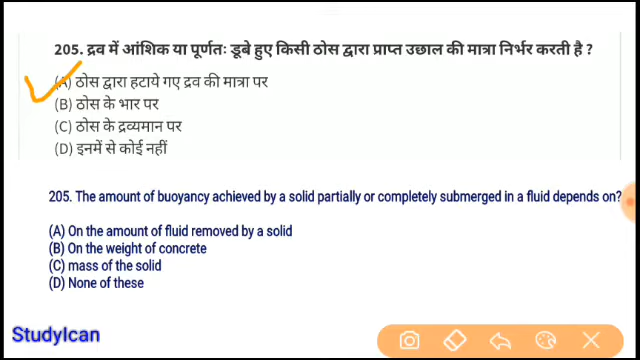 205. द्रव में आंशिक या पूर्णतः डूबे हुए किसी ठोस द्वारा प्राप्त उछाल की मात्रा निर्भर करती है ?
(A) ठोस द्वारा हटाये गए द्रव की मात्रा पर
(B) ठोस के भार पर
(C) ठोस के द्रव्यमान पर
(D) इनमें से कोई नहीं
205. The amount of buoyancy achieved by a solid partially or completely submerged in a fluid depends on?
(A) On the amount of fluid removed by a solid
(B) On the weight of concrete
(C) mass of the solid
(D) None of these
StudyIcan